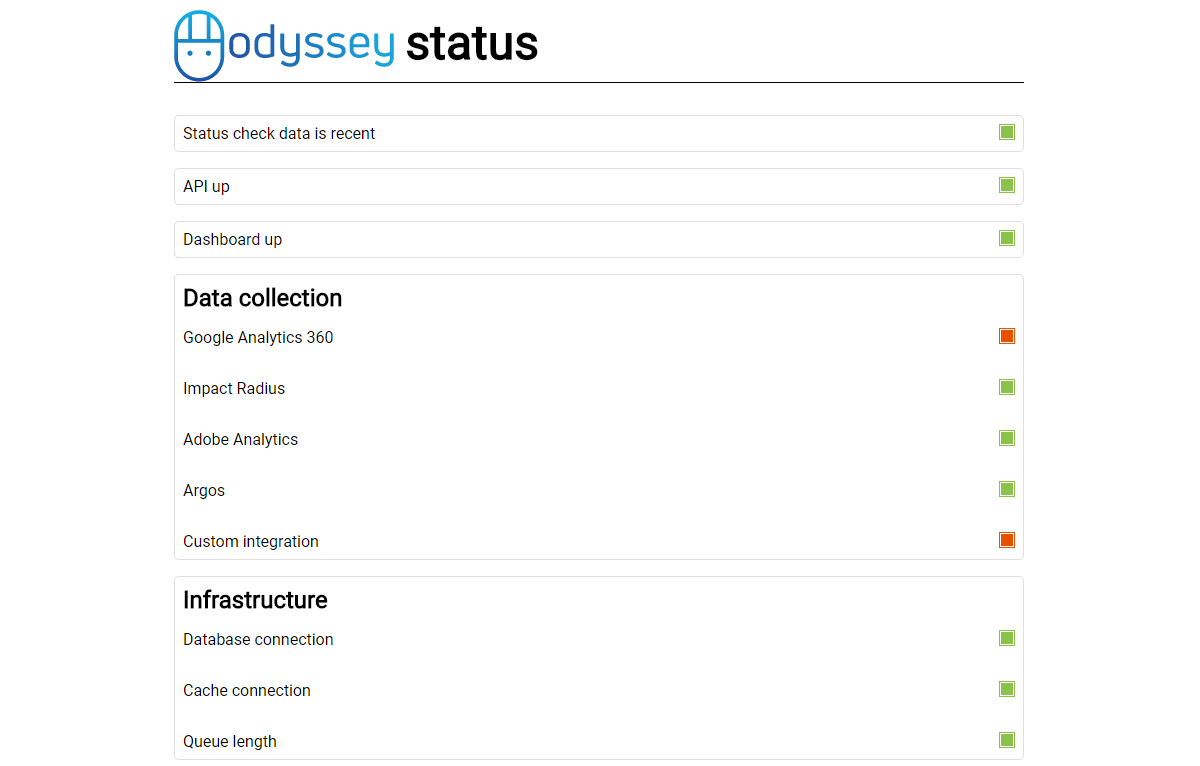 odyssey status
Status check data is recent
API up
Dashboard up
Data collection
Google Analytics 360
Impact Radius
Adobe Analytics
Argos
Custom integration
Infrastructure
Database connection
Cache connection
Queue length